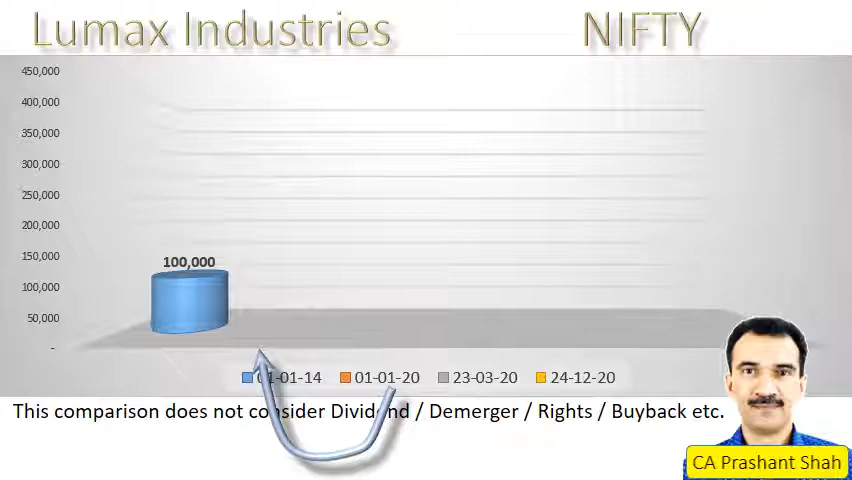 Lumax Industries NIFTY
450,000
400,000
350,000
300,000
250,000
200,000
150,000
100,000
50,000
-
100,000
01-01-14 01-01-20 23-03-20 24-12-20
This comparison does not consider Dividend / Demerger / Rights / Buyback etc.
CA Prashant Shah